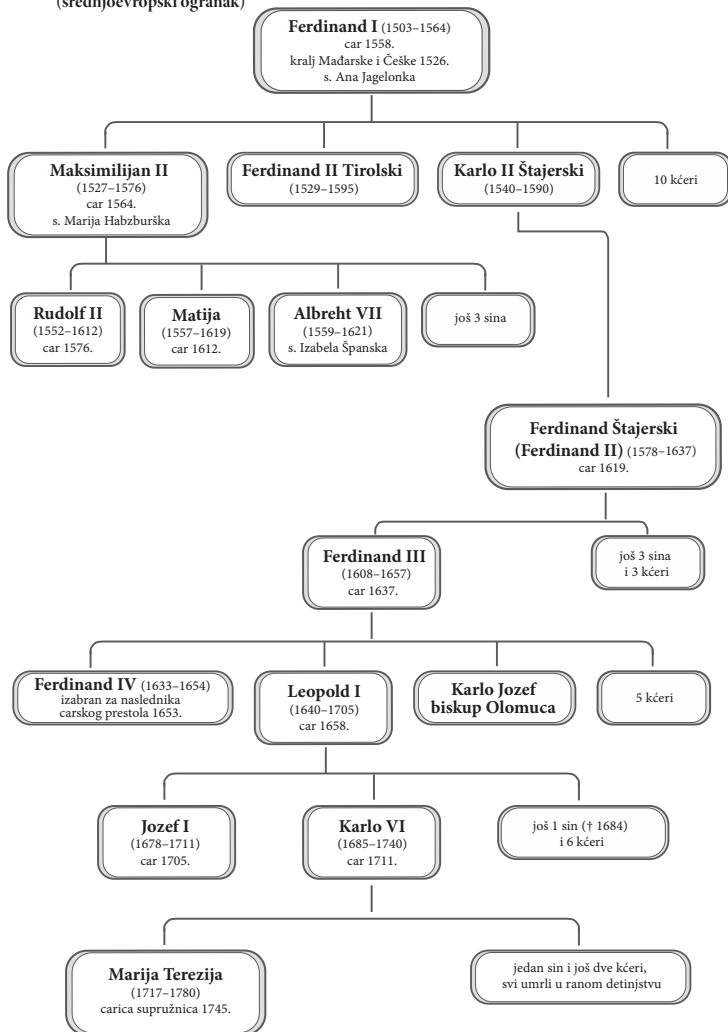 (srednjoevropski ogranak)
Ferdinand I (1503–1564)
car 1558.
kralj Mađarske i Češke 1526.
s. Ana Jagelonka
Maksimilijan II
(1527–1576)
car 1564.
s. Marija Habzburška
Ferdinand II Tirolski
(1529–1595)
Karlo II Štajerski
(1540–1590)
10 kćeri
Rudolf II
(1552–1612)
car 1576.
Matija
(1557–1619)
car 1612.
Albreht VII
(1559–1621)
s. Izabela Španska
još 3 sina
Ferdinand Štajerski
(Ferdinand II) (1578–1637)
car 1619.
Ferdinand III
(1608–1657)
car 1637.
još 3 sina
i 3 kćeri
Ferdinand IV (1633–1654)
izabran za naslednika
carskog prestola 1653.
Leopold I
(1640–1705)
car 1658.
Karlo Jozef
biskup Olomuca
5 kćeri
Jozef I
(1678–1711)
car 1705.
Karlo VI
(1685–1740)
car 1711.
još 1 sin († 1684)
i 6 kćeri
Marija Terezija
(1717–1780)
carica supružnica 1745.
jedan sin i još dve kćeri,
svi umrli u ranom detinjstvu